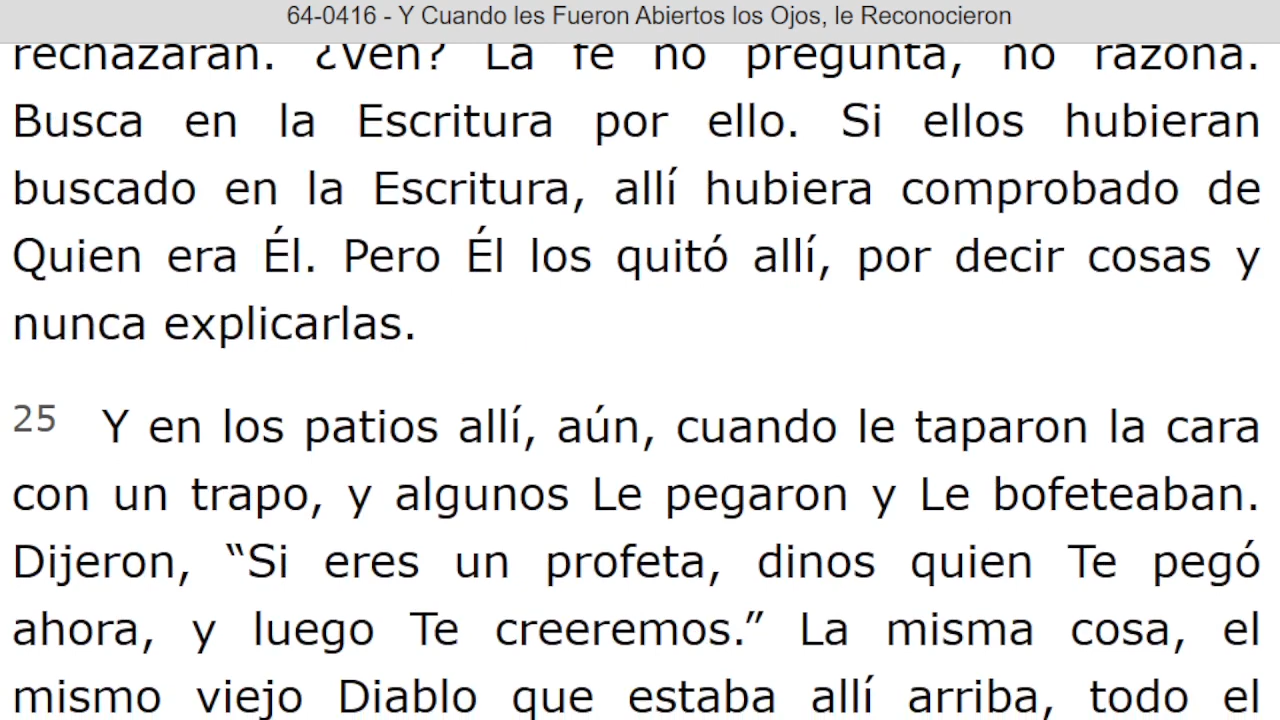 64-0416 - Y Cuando les Fueron Abiertos los Ojos, le Reconocieron
rechazaran. ¿Ven? La fe no pregunta, no razona.
Busca en la Escritura por ello. Si ellos hubieran
buscado en la Escritura, allí hubiera comprobado de
Quien era Él. Pero Él los quitó allí, por decir cosas y
nunca explicarlas.
25 Y en los patios allí, aún, cuando le taparon la cara
con un trapo, y algunos Le pegaron y Le bofeteaban.
Dijeron, “Si eres un profeta, dinos quien Te pegó
ahora, y luego Te creeremos.” La misma cosa, el
mismo viejo Diablo que estaba allí arriba, todo el